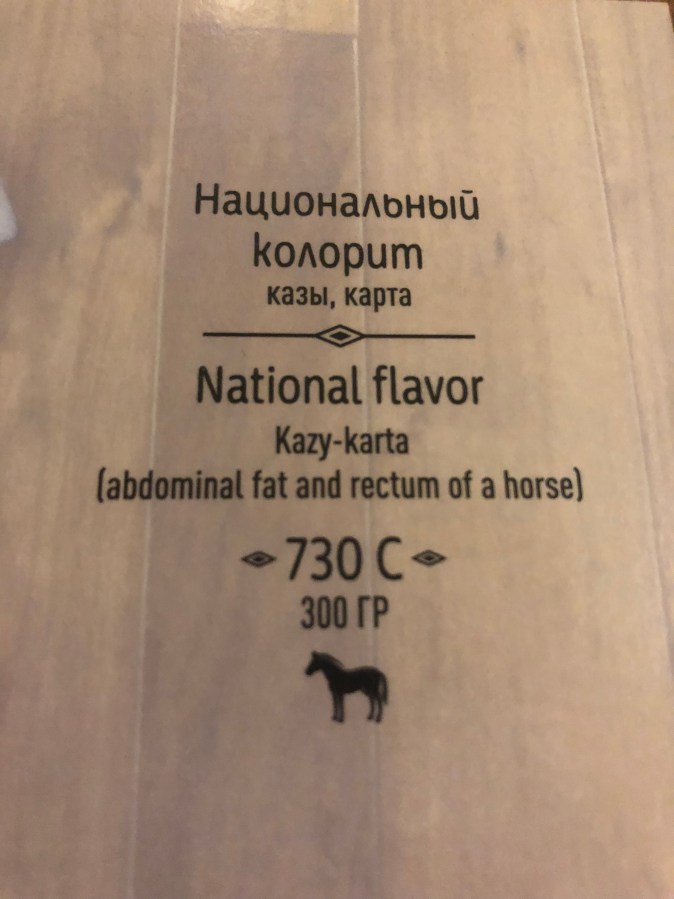 Национальный
колорит
казы, карта
National flavor
Kazy-karta
(abdominal fat and rectum of a horse)
730 С
300 ГР